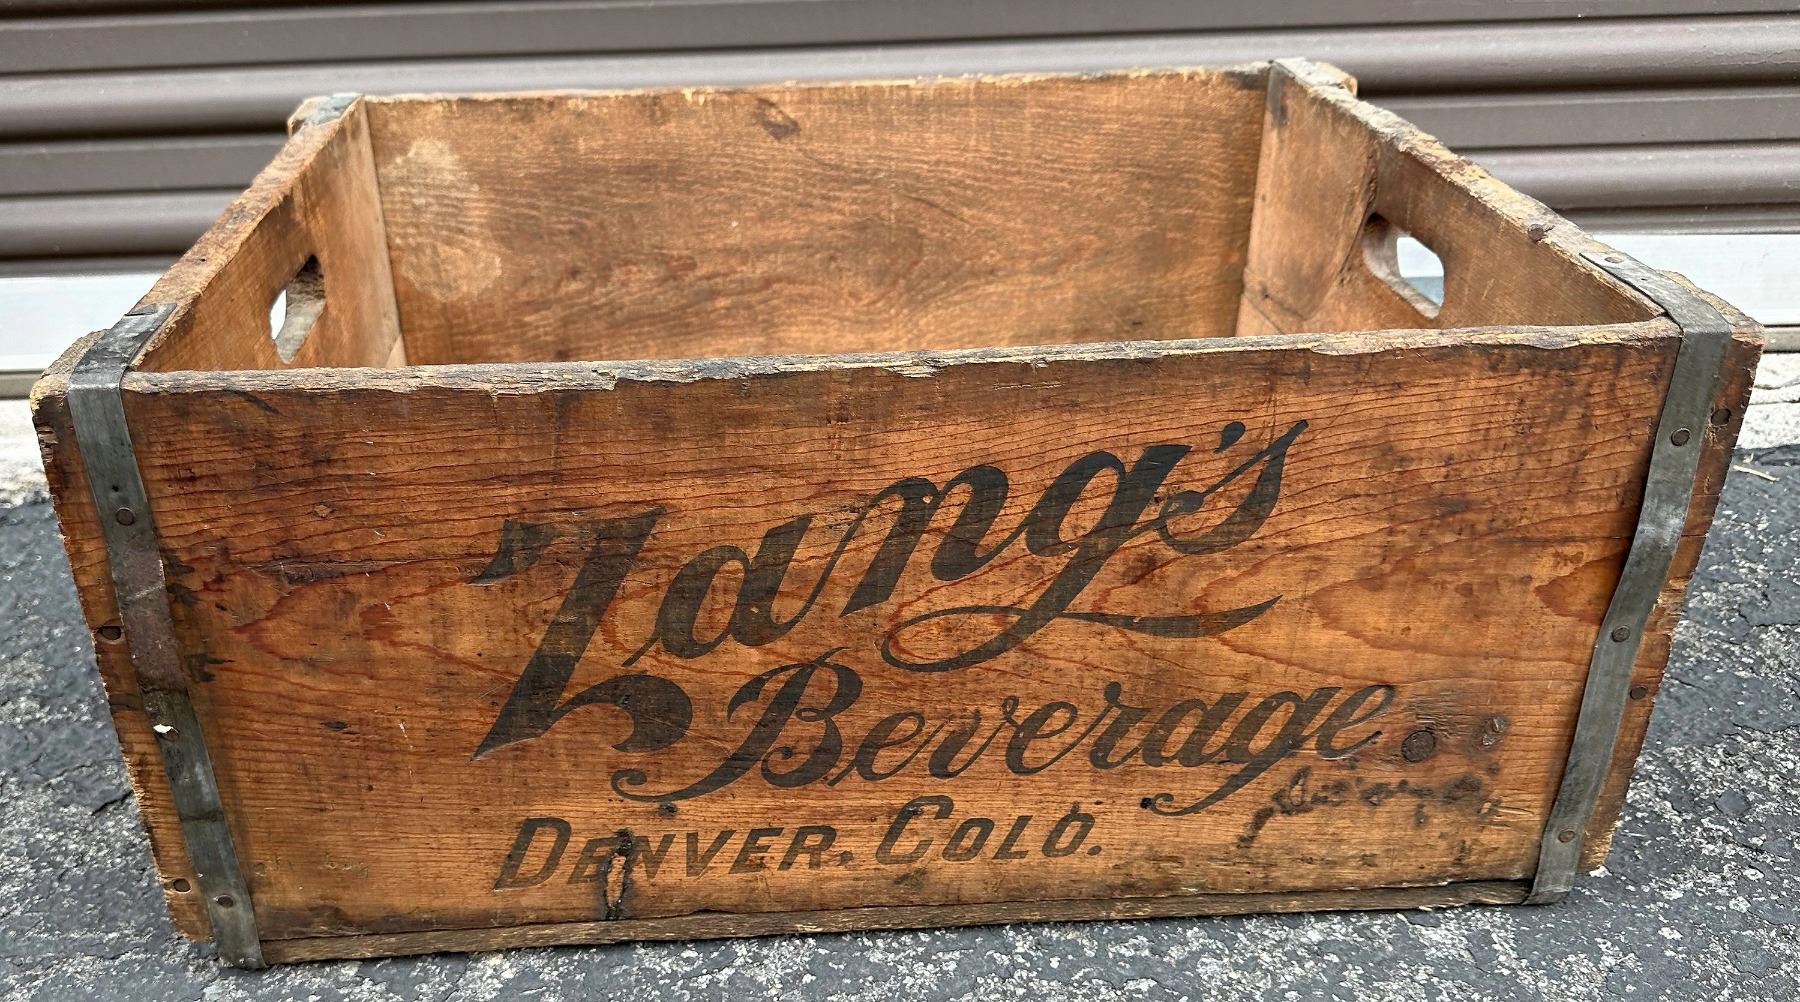 Zang's
Beverage
DENVER, COLO.